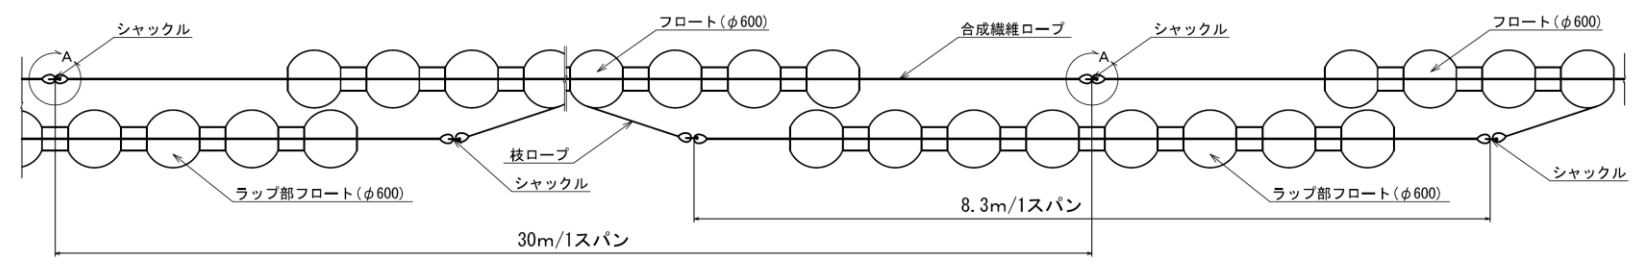 シャックル
フロート(φ600)
合成繊維ロープ
シャックル
フロート(φ600)
A
A
枝ロープ
シャックル
シャックル
ラップ部フロート(φ600)
ラップ部フロート(φ600)
8.3m/1スパン
30m/1スパン